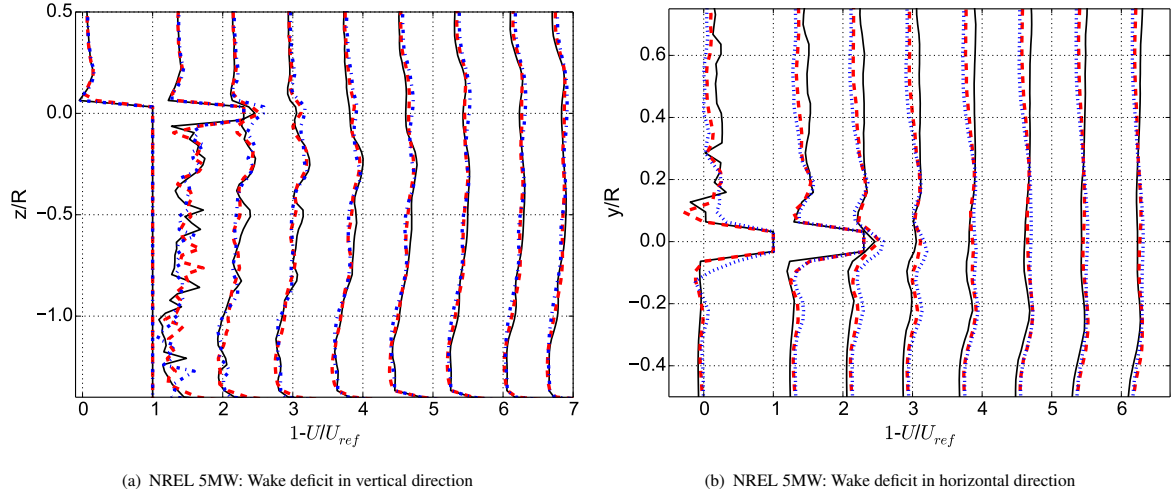 0.5
0.0
−0.5
−1.0
z/R
0 1 2 3 4 5 6 7
1-U/U_ref
(a) NREL 5MW: Wake deficit in vertical direction
0.6
0.4
0.2
0.0
−0.2
−0.4
y/R
0 1 2 3 4 5 6
1-U/U_ref
(b) NREL 5MW: Wake deficit in horizontal direction